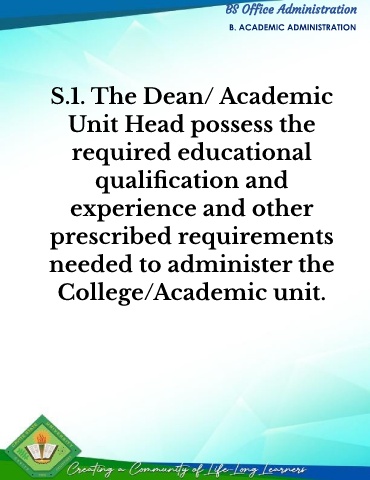 BS Office Administration
B. ACADEMIC ADMINISTRATION
S.1. The Dean/ Academic
Unit Head possess the
required educational
qualification and
experience and other
prescribed requirements
needed to administer the
College/Academic unit.
Creating a Community of Life-Long Learners